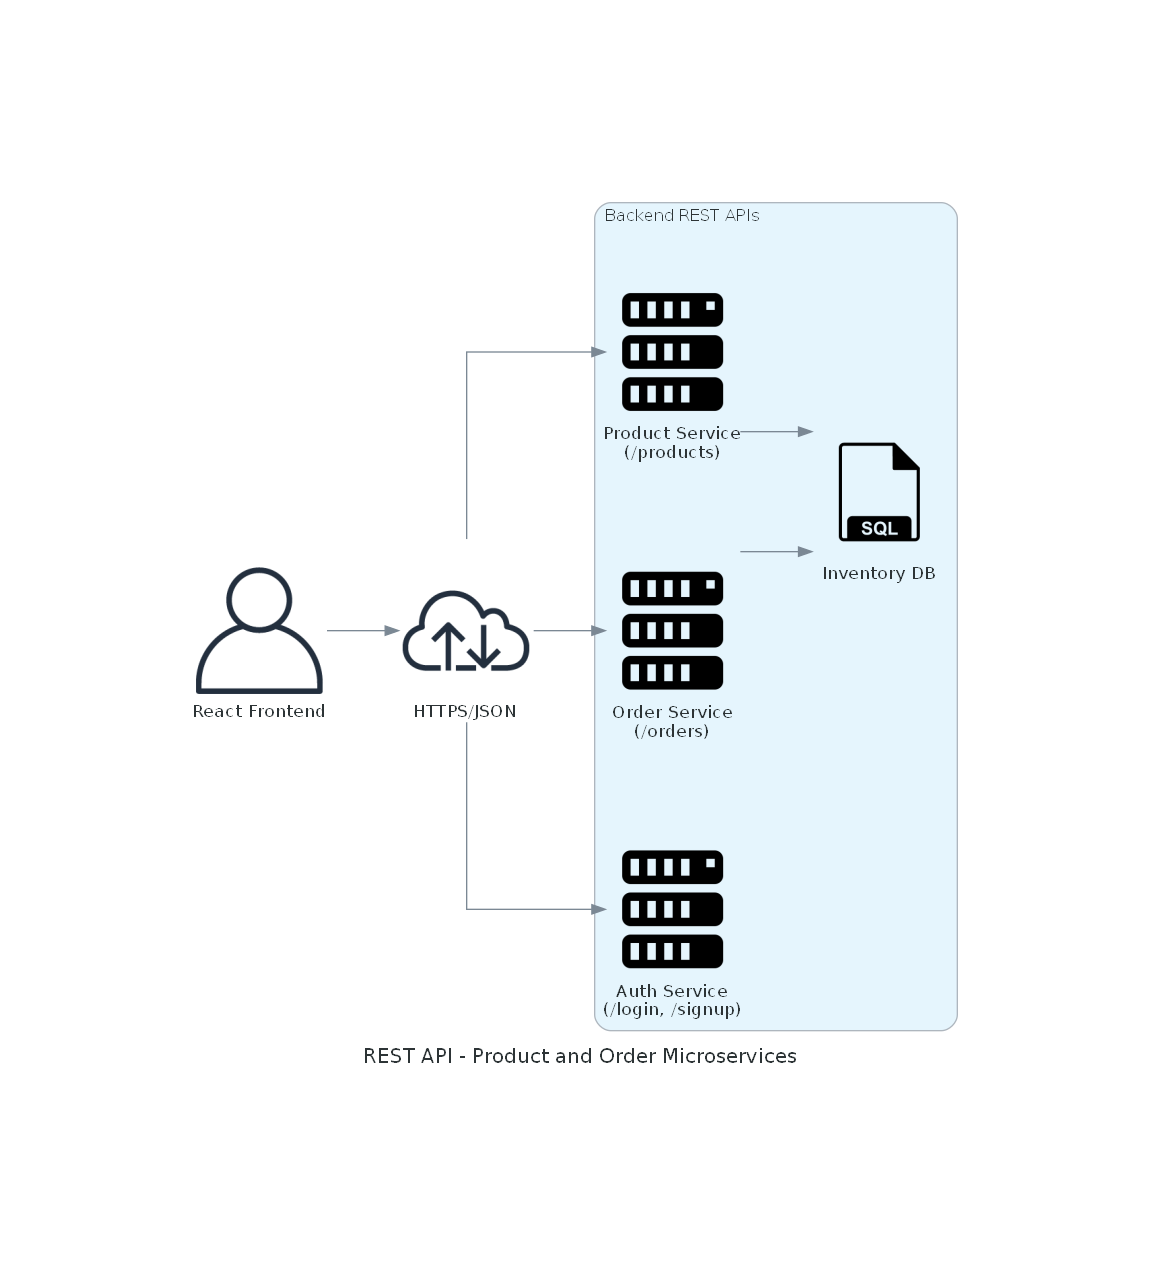 Backend REST APIs
Product Service
(/products)
SQL
Inventory DB
React Frontend
HTTPS/JSON
Order Service
(/orders)
Auth Service
(/login, /signup)
REST API - Product and Order Microservices